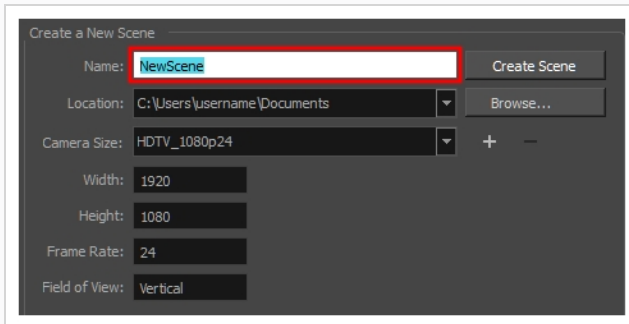 Create a New Scene
Name: NewScene Create Scene
Location: C:\Users\username\Documents Browse...
Camera Size: HDTV_1080p24
Width: 1920
Height: 1080
Frame Rate: 24
Field of View: Vertical